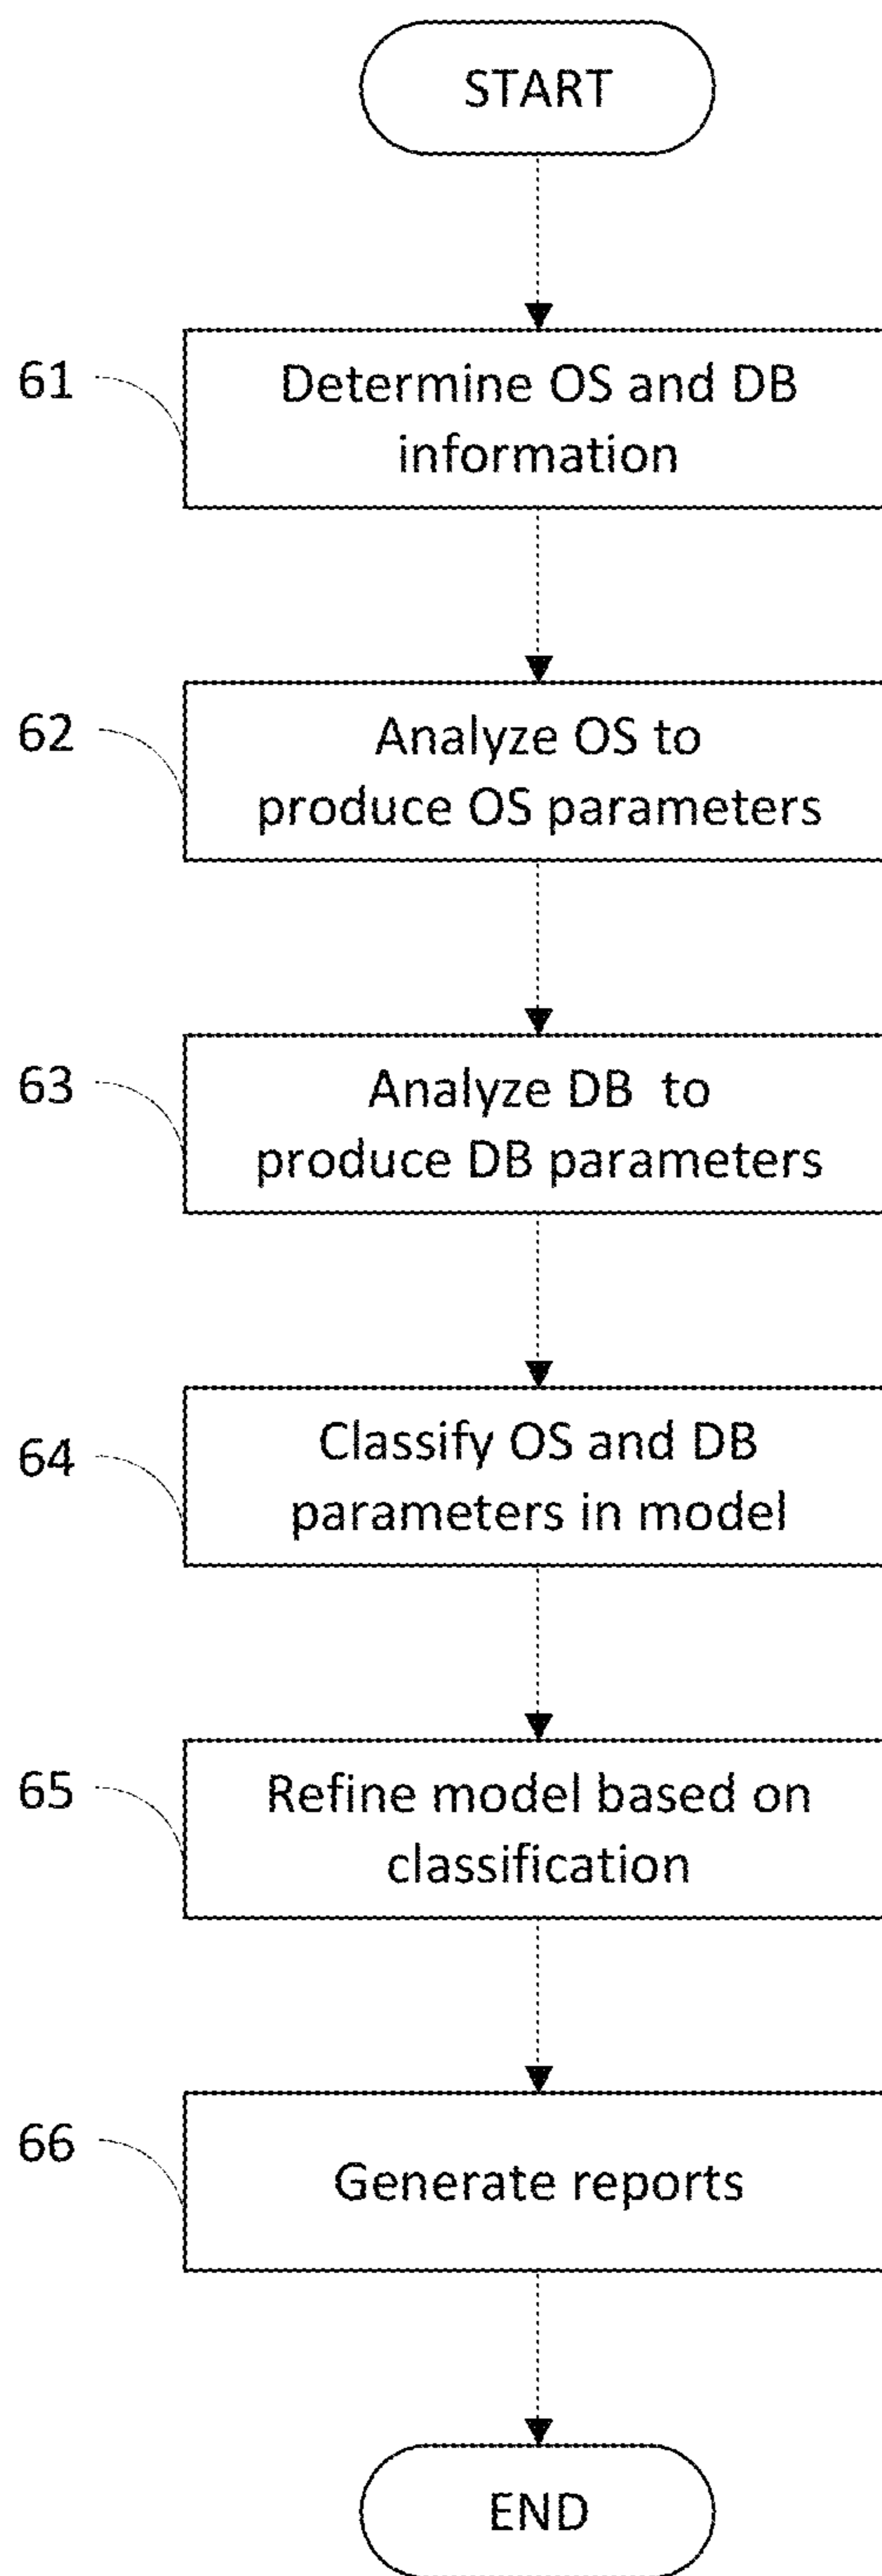 START
61
Determine OS and DB
information
62
Analyze OS to
produce OS parameters
63
Analyze DB to
produce DB parameters
64
Classify OS and DB
parameters in model
65
Refine model based on
classification
66
Generate reports
END